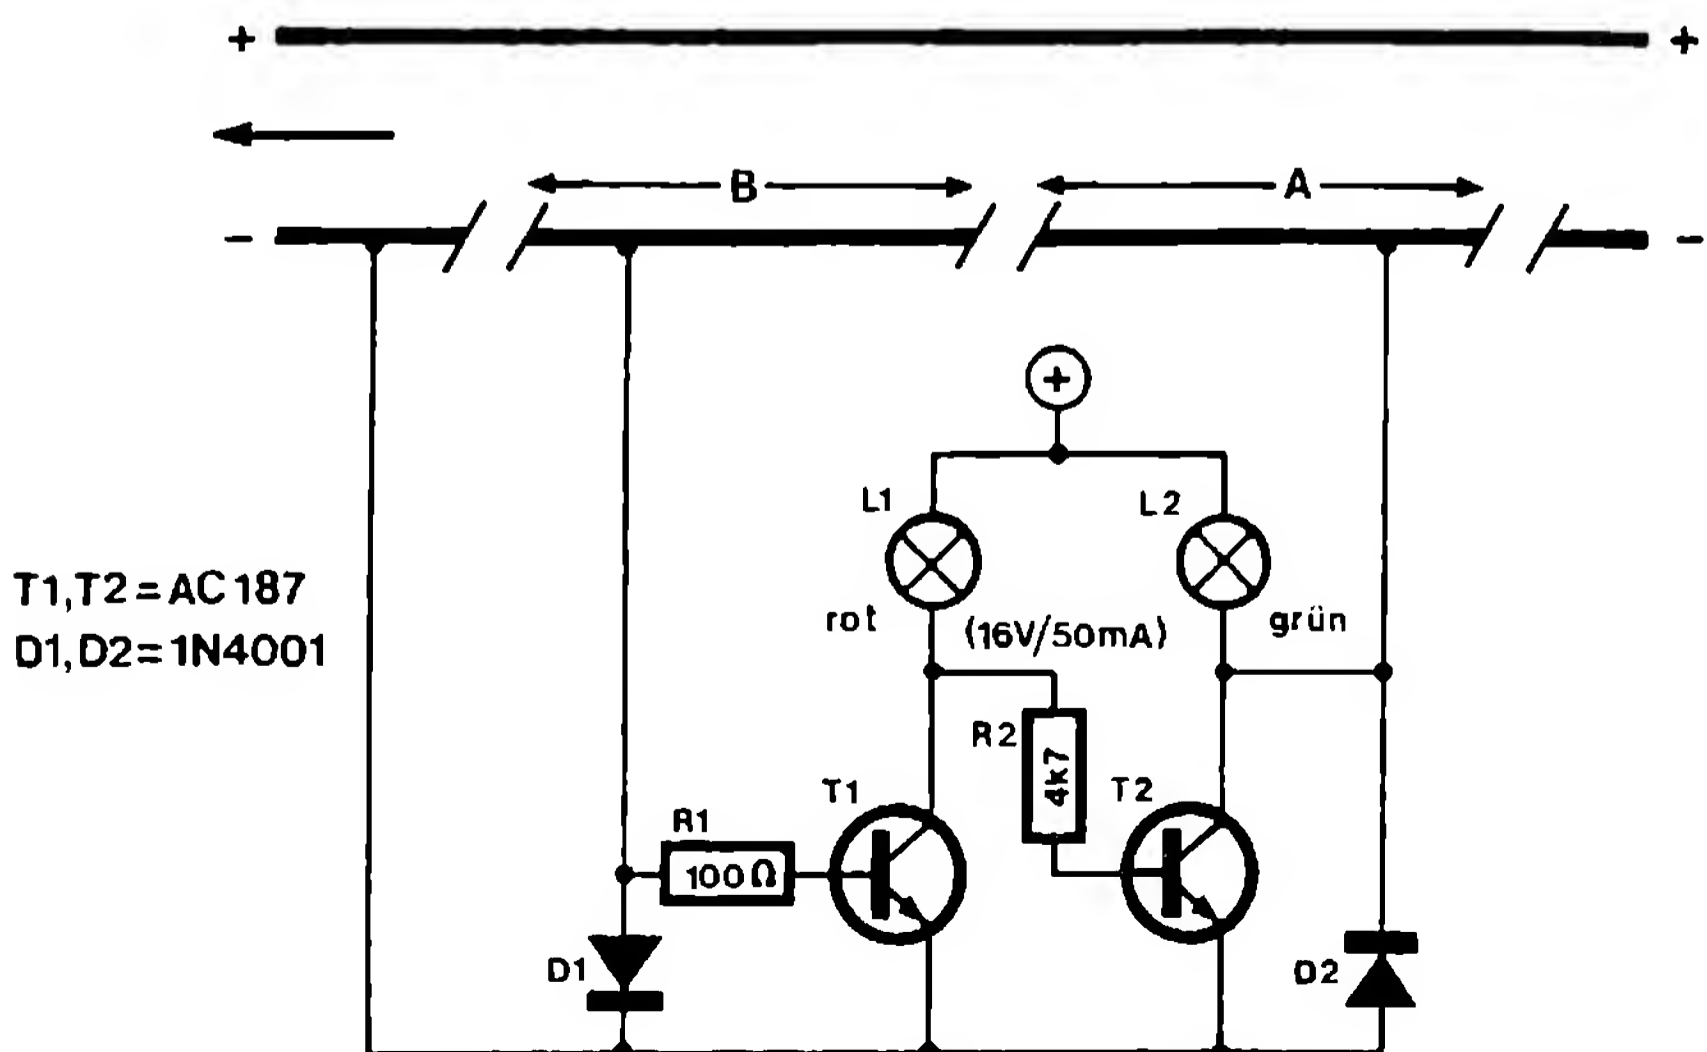 + +
B A
- -
+
L1 L2
rot (16V/50mA) grün
T1,T2=AC187
D1,D2=1N4001
R2 4k7
T1 T2
R1
100Ω
D1 D2